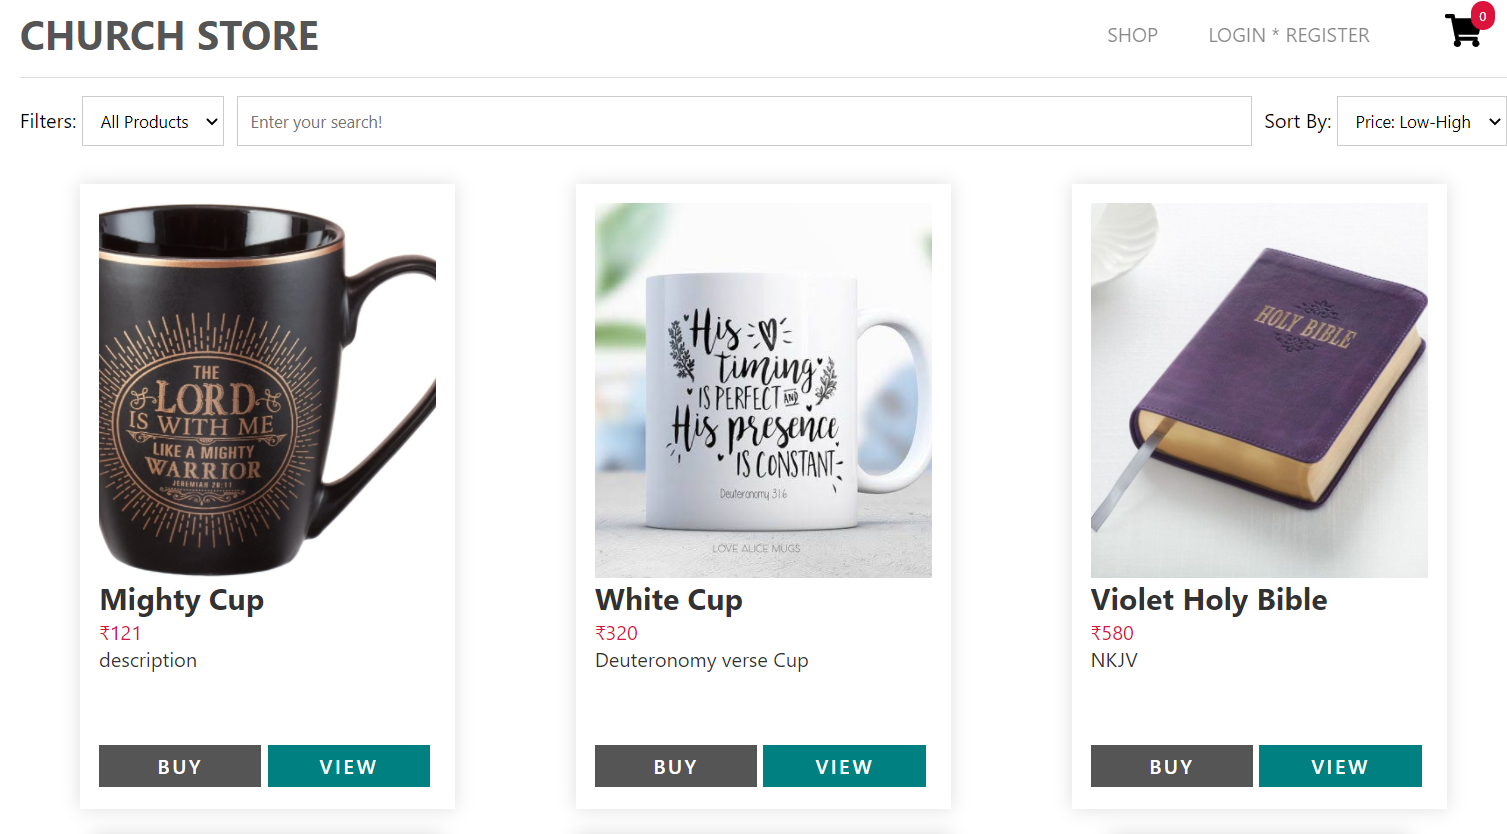 CHURCH STORE
SHOP
LOGIN * REGISTER
0
Filters:
All Products
Enter your search!
Sort By:
Price: Low-High
THE
LORD
IS WITH ME
LIKE A MIGHTY
WARRIOR
JEREMIAH 20:11
His
timing
IS PERFECT AND
His presence
IS CONSTANT
Deuteronomy 31:6
LOVE ALICE MUGS
HOLY BIBLE
Mighty Cup
₹121
description
BUY
VIEW
White Cup
₹320
Deuteronomy verse Cup
BUY
VIEW
Violet Holy Bible
₹580
NKJV
BUY
VIEW